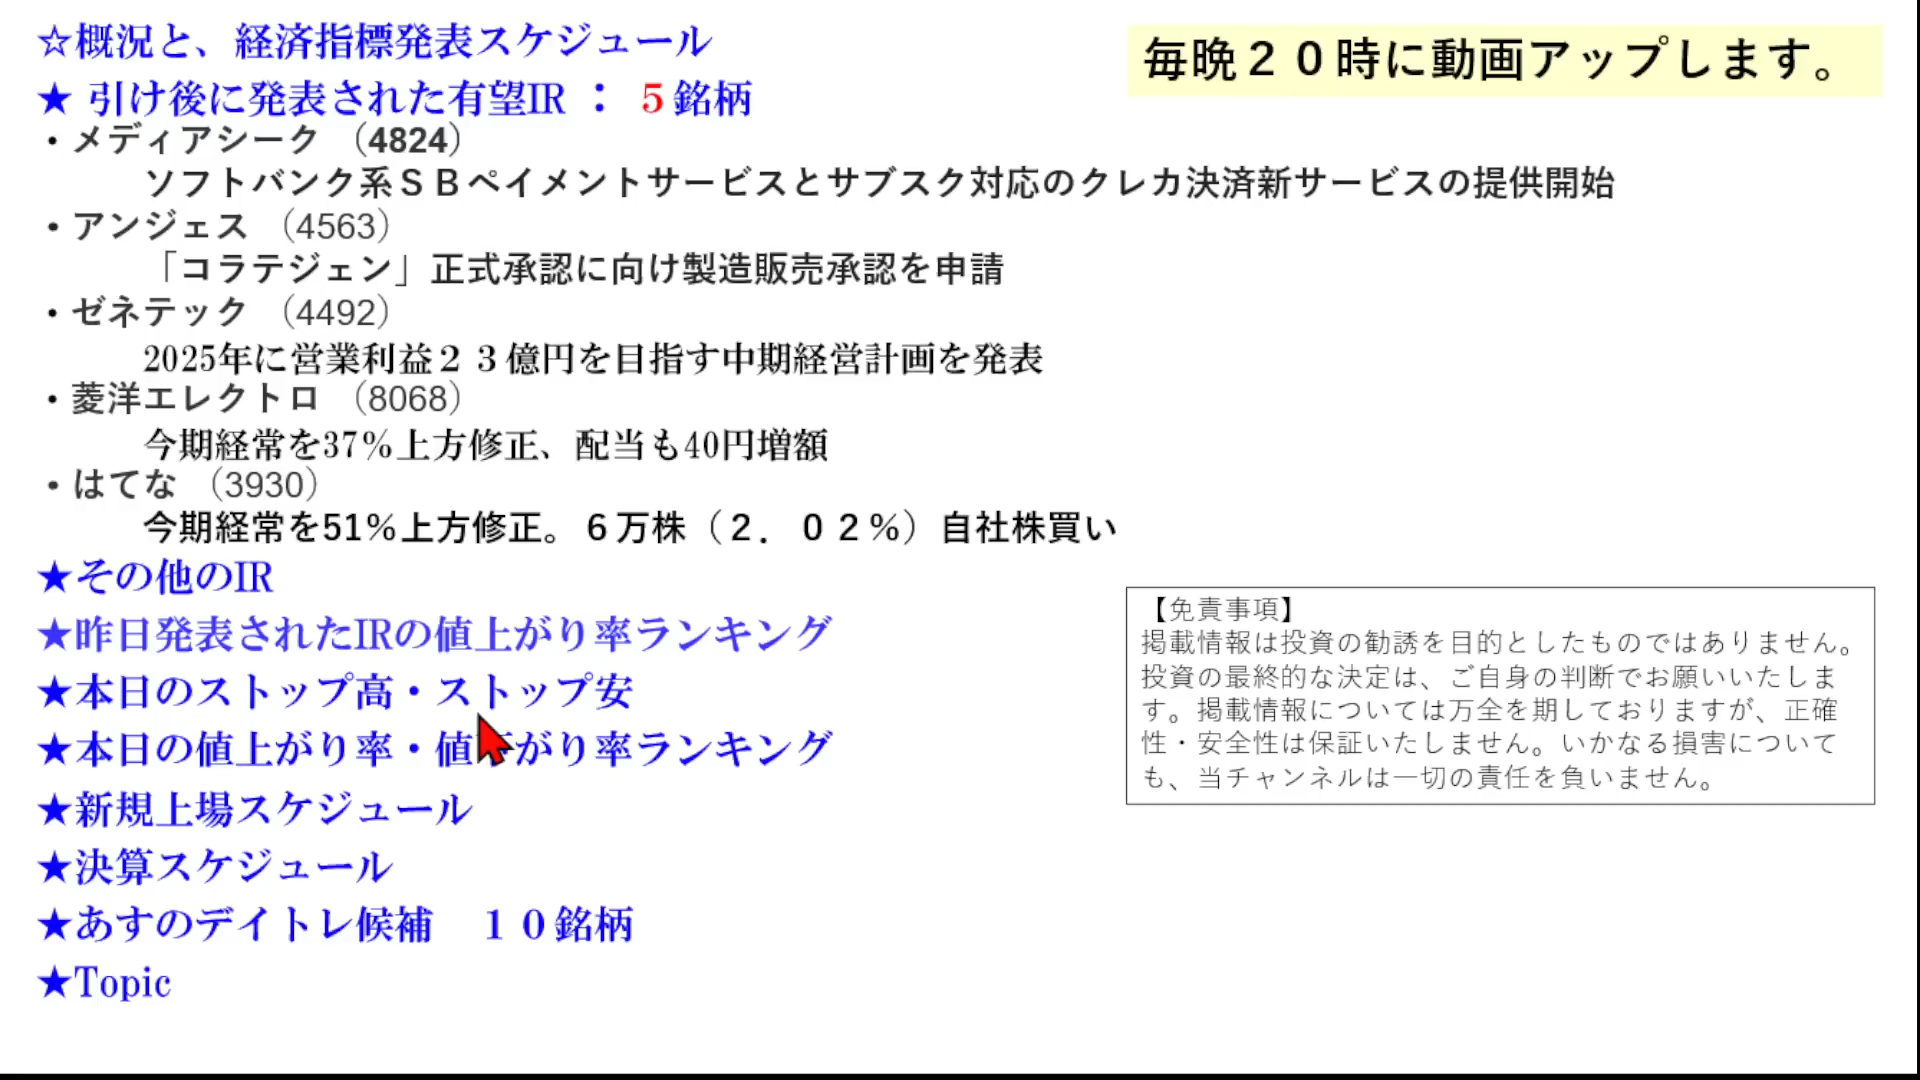 ☆概況と、経済指標発表スケジュール
毎晩２０時に動画アップします。
★ 引け後に発表された有望IR ： ５銘柄
・メディアシーク （4824）
ソフトバンク系ＳＢペイメントサービスとサブスク対応のクレカ決済新サービスの提供開始
・アンジェス （4563）
「コラテジェン」正式承認に向け製造販売承認を申請
・ゼネテック （4492）
2025年に営業利益２３億円を目指す中期経営計画を発表
・菱洋エレクトロ （8068）
今期経常を37％上方修正、配当も40円増額
・はてな （3930）
今期経常を51％上方修正。６万株（２．０２％）自社株買い
★その他のIR
★昨日発表されたIRの値上がり率ランキング
★本日のストップ高・ストップ安
★本日の値上がり率・値下がり率ランキング
★新規上場スケジュール
★決算スケジュール
★あすのデイトレ候補　１０銘柄
★Topic
【免責事項】
掲載情報は投資の勧誘を目的としたものではありません。
投資の最終的な決定は、ご自身の判断でお願いいたしま
す。掲載情報については万全を期しておりますが、正確
性・安全性は保証いたしません。いかなる損害について
も、当チャンネルは一切の責任を負いません。